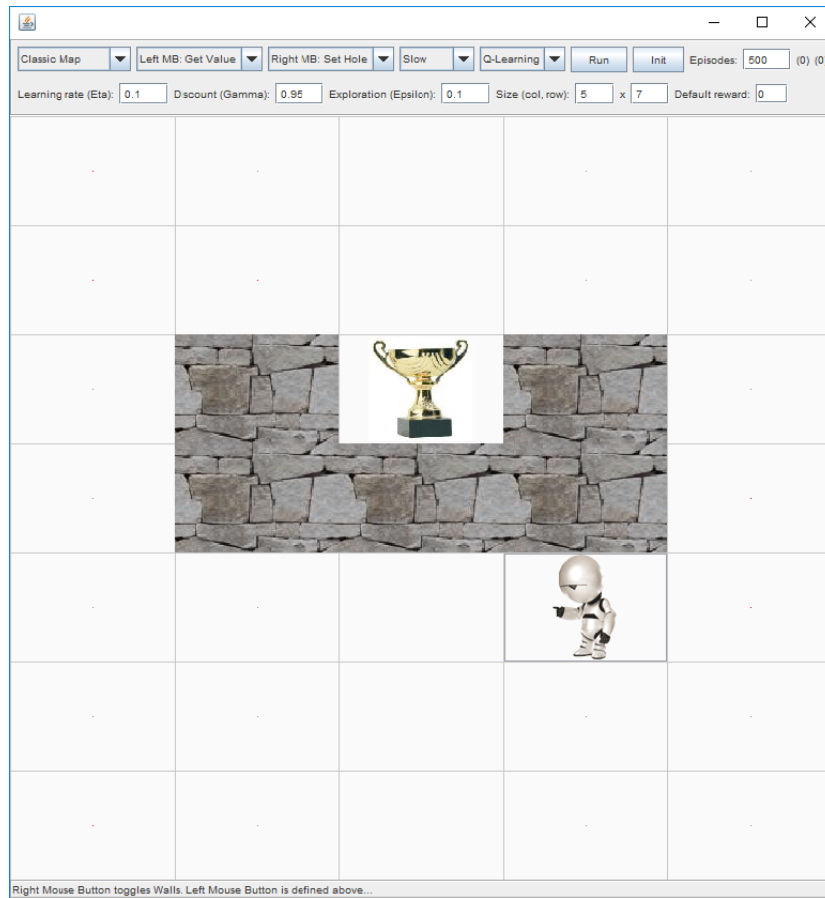 Classic Map Left MB: Get Value Right MB: Set Hole Slow Q-Learning Run Init Episodes: 500 (0) (0
Learning rate (Eta): 0.1 Discount (Gamma): 0.95 Exploration (Epsilon): 0.1 Size (col, row): 5 x 7 Default reward: 0
Right Mouse Button toggles Walls. Left Mouse Button is defined above...